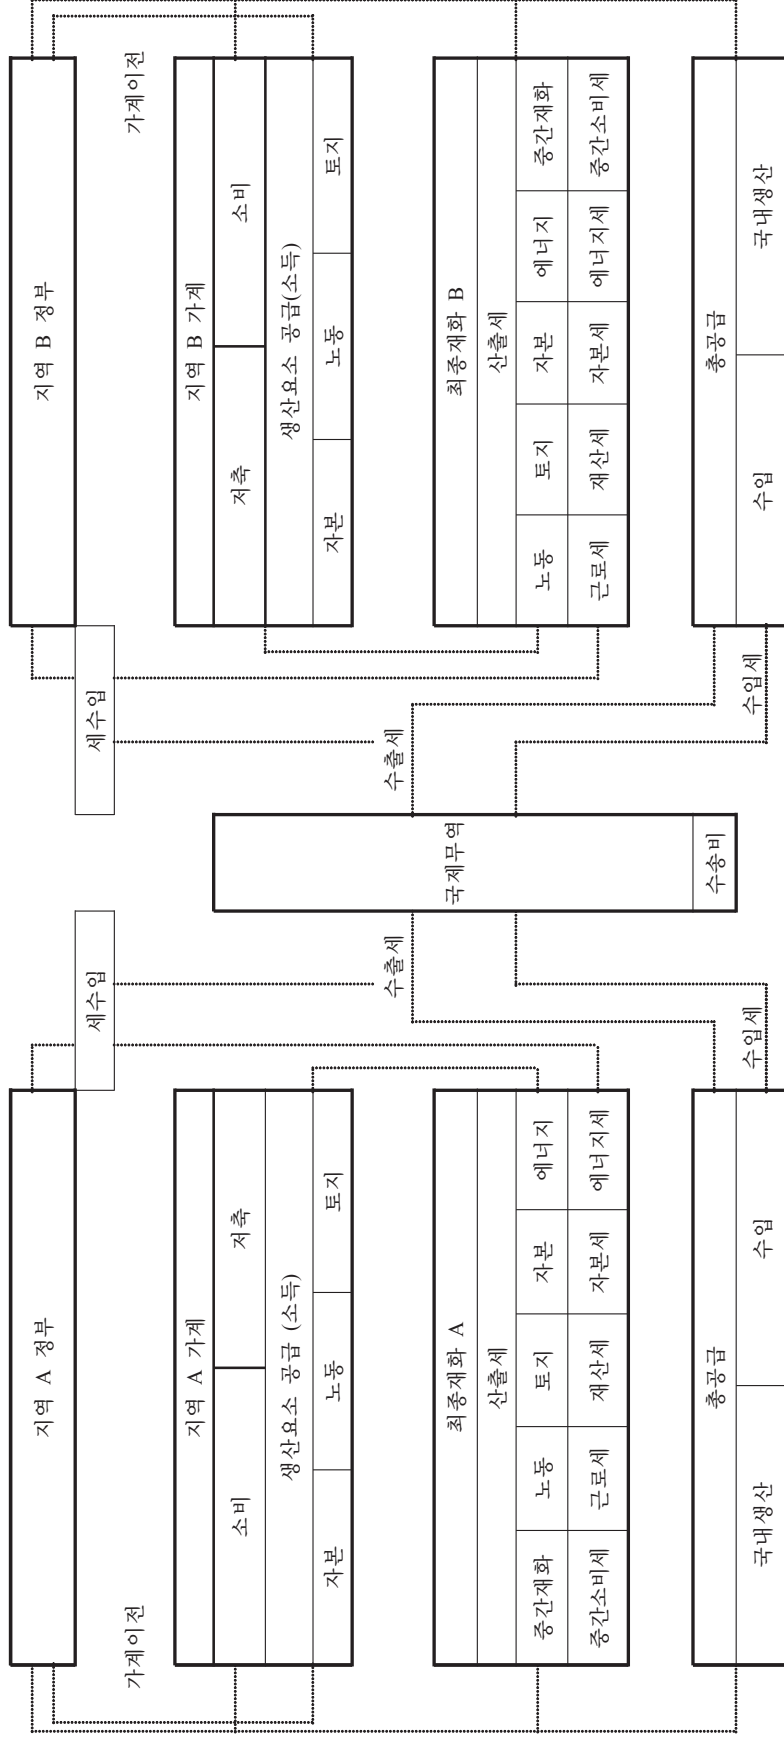 지역 A 정부
세수입
가계이전
지역 A 가계
소비 저축
생산요소 공급 (소득)
자본 노동 토지
최종재화 A
산출세
중간재화 노동 토지 자본 에너지
중간소비세 근로세 재산세 자본세 에너지세
총공급
국내생산 수입
수출세
수입세
국제무역
수송비
지역 B 정부
세수입
가계이전
지역 B 가계
저축 소비
생산요소 공급(소득)
자본 노동 토지
최종재화 B
산출세
노동 토지 자본 에너지 중간재화
근로세 재산세 자본세 에너지세 중간소비세
총공급
수입 국내생산
수출세
수입세